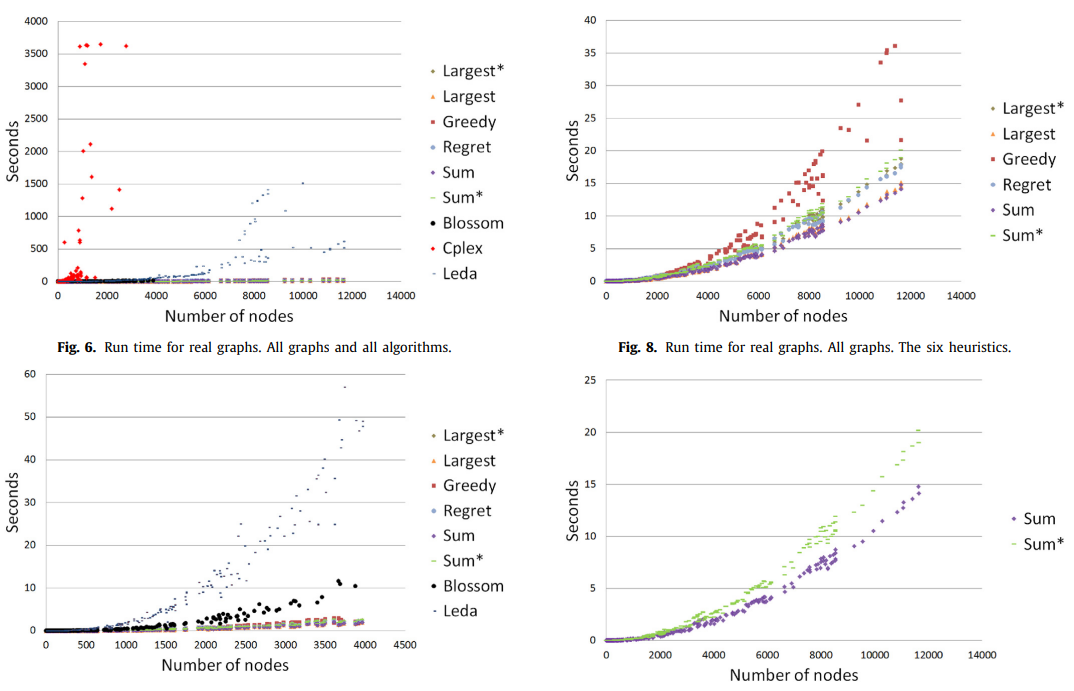 4000
3500
3000
2500
2000
1500
1000
500
0
Seconds
0 2000 4000 6000 8000 10000 12000 14000
Number of nodes
Largest*
Largest
Greedy
Regret
Sum
Sum*
Blossom
Cplex
Leda
Fig. 6. Run time for real graphs. All graphs and all algorithms.
40
35
30
25
20
15
10
5
0
Seconds
0 2000 4000 6000 8000 10000 12000 14000
Number of nodes
Largest*
Largest
Greedy
Regret
Sum
Sum*
Fig. 8. Run time for real graphs. All graphs. The six heuristics.
60
50
40
30
20
10
0
Seconds
0 500 1000 1500 2000 2500 3000 3500 4000 4500
Number of nodes
Largest*
Largest
Greedy
Regret
Sum
Sum*
Blossom
Leda
25
20
15
10
5
0
Seconds
0 2000 4000 6000 8000 10000 12000 14000
Number of nodes
Sum
Sum*